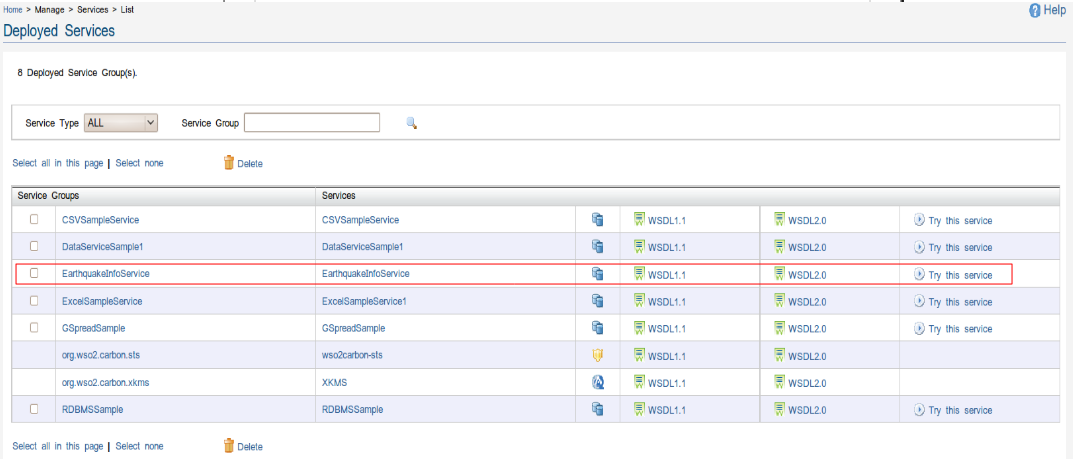 Home > Manage > Services > List
Help
Deployed Services
8 Deployed Service Group(s).
Service Type ALL Service Group
Select all in this page | Select none Delete
Service Groups Services
CSVSampleService CSVSampleService WSDL1.1 WSDL2.0 Try this service
DataServiceSample1 DataServiceSample1 WSDL1.1 WSDL2.0 Try this service
EarthquakeInfoService EarthquakeInfoService WSDL1.1 WSDL2.0 Try this service
ExcelSampleService ExcelSampleService1 WSDL1.1 WSDL2.0 Try this service
GSpreadSample GSpreadSample WSDL1.1 WSDL2.0 Try this service
org.wso2.carbon.sts wso2carbon-sts WSDL1.1 WSDL2.0
org.wso2.carbon.xkms XKMS WSDL1.1 WSDL2.0
RDBMSSample RDBMSSample WSDL1.1 WSDL2.0 Try this service
Select all in this page | Select none Delete